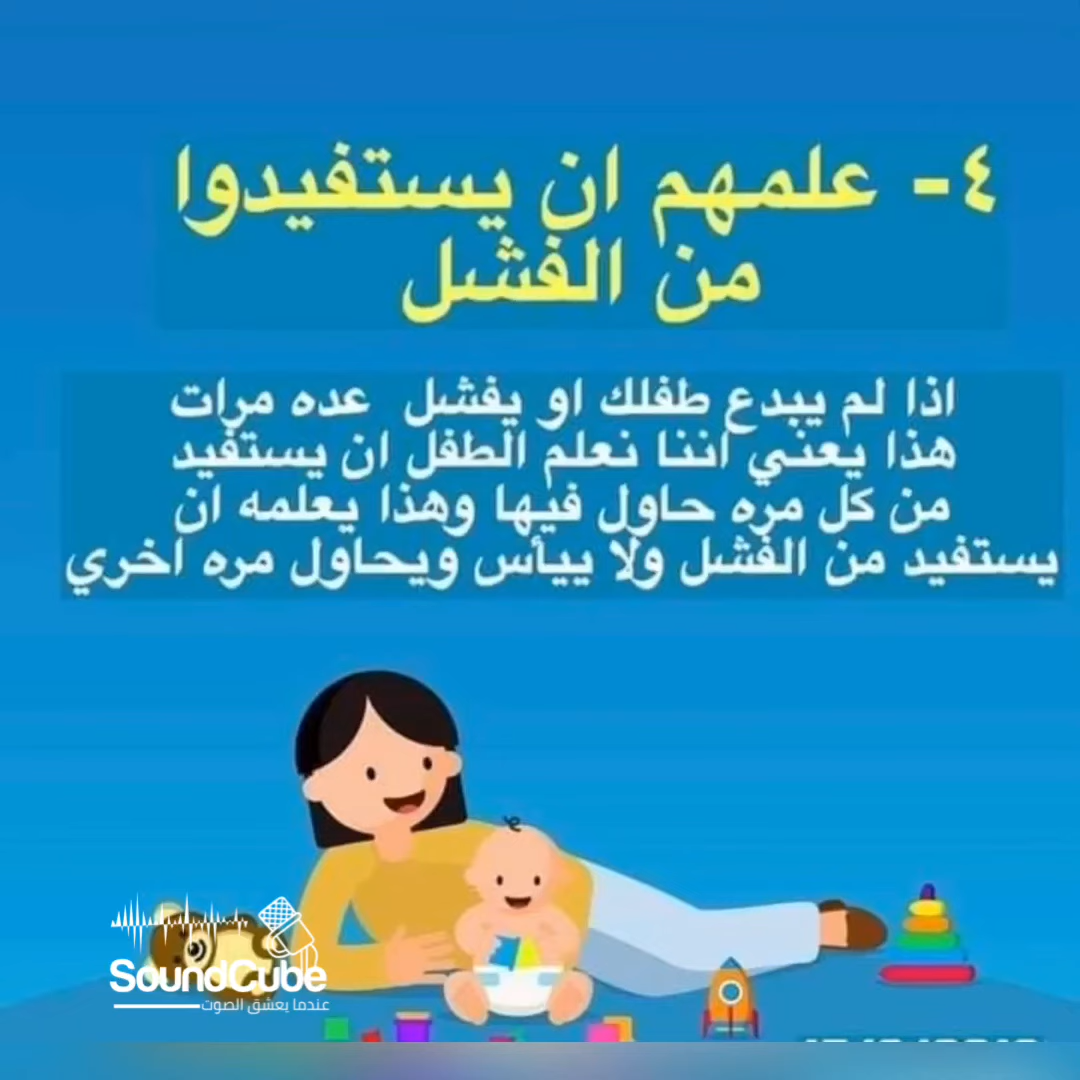 ٤- علمهم ان يستفيدوا
من الفشل
اذا لم يبدع طفلك او يفشل عده مرات
هذا يعني اننا نعلم الطفل ان يستفيد
من كل مره حاول فيها وهذا يعلمه ان
يستفيد من الفشل ولا ييأس ويحاول مره اخري
SoundCube
عندما يعشق الصوت